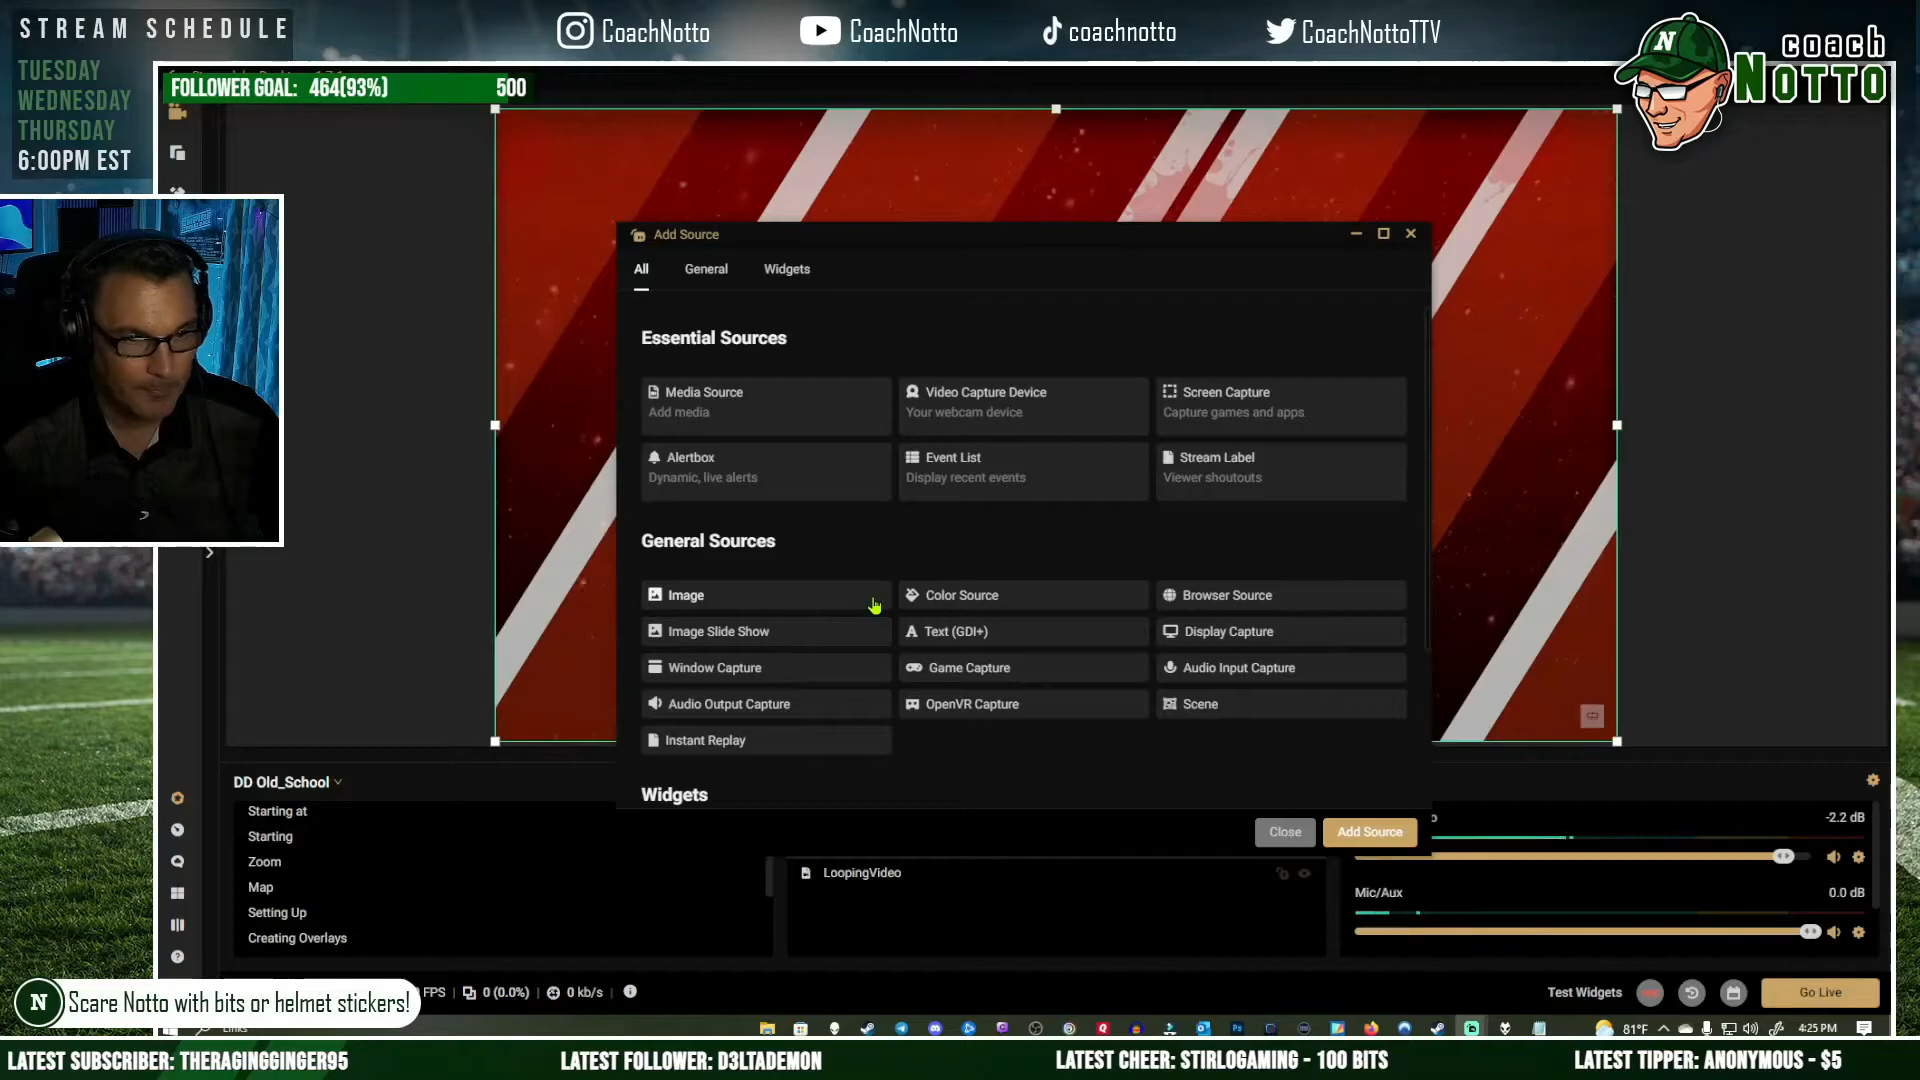 STREAM SCHEDULE
TUESDAY
WEDNESDAY
THURSDAY
6:00PM EST
CoachNotto
CoachNotto
coachnotto
CoachNottoTTV
coach
NOTTO
N
FOLLOWER GOAL: 464(93%) 500
Add Source
All General Widgets
Essential Sources
Media Source
Add media
Video Capture Device
Your webcam device
Screen Capture
Capture games and apps
Alertbox
Dynamic, live alerts
Event List
Display recent events
Stream Label
Viewer shoutouts
General Sources
Image
Color Source
Browser Source
Image Slide Show
Text (GDI+)
Display Capture
Window Capture
Game Capture
Audio Input Capture
Audio Output Capture
OpenVR Capture
Scene
Instant Replay
Widgets
Close
Add Source
DD Old_School
Starting at
Starting
Zoom
Map
Setting Up
Creating Overlays
LoopingVideo
-2.2 dB
Mic/Aux 0.0 dB
N Scare Notto with bits or helmet stickers!
FPS 0 (0.0%) 0 kb/s
Test Widgets
Go Live
Links
81°F
4:25 PM
LATEST SUBSCRIBER: THERAGINGGINGER95
LATEST FOLLOWER: D3LTADEMON
LATEST CHEER: STIRLOGAMING - 100 BITS
LATEST TIPPER: ANONYMOUS - $5